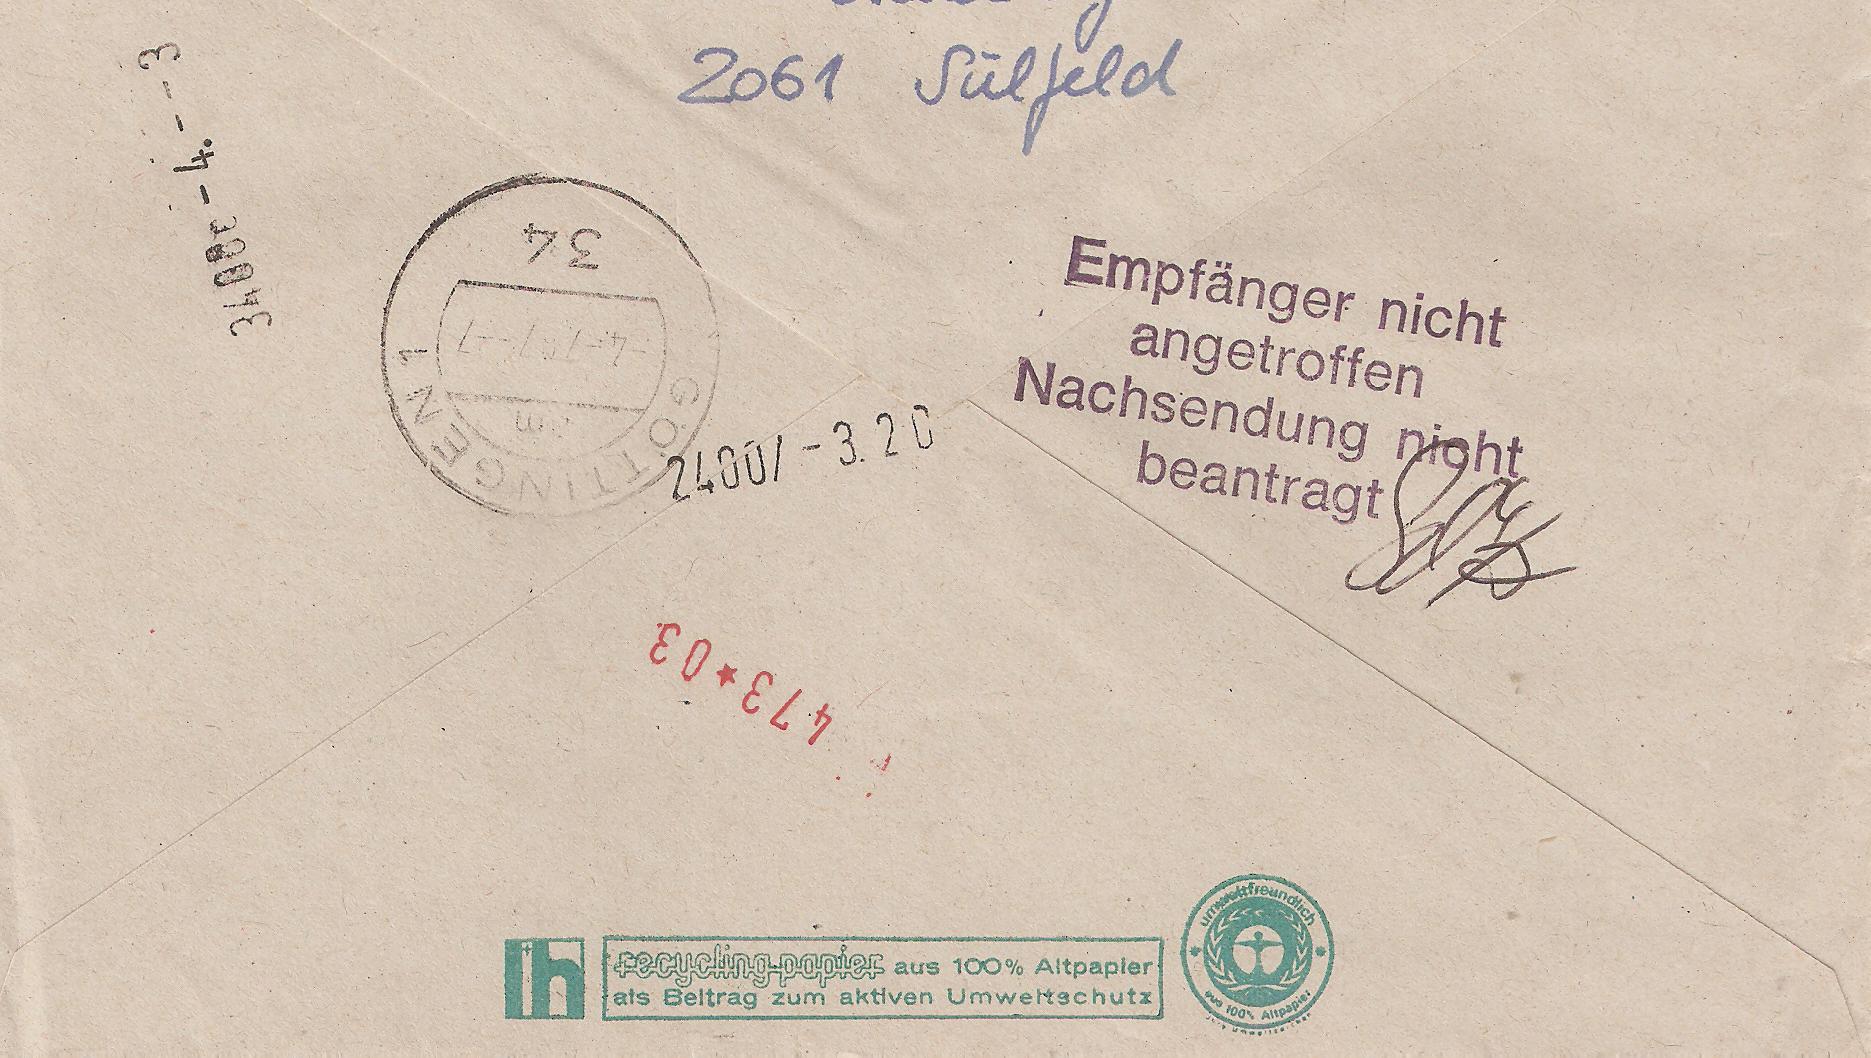 2061 Sülfeld
34
GÖTTINGEN 1
3400
-4.--3
Empfänger nicht
angetroffen
Nachsendung nicht
beantragt
2400/-3.20
473*03
recycling-papier aus 100% Altpapier
als Beitrag zum aktiven Umweltschutz
umweltfreundlich
aus 100% Altpapier